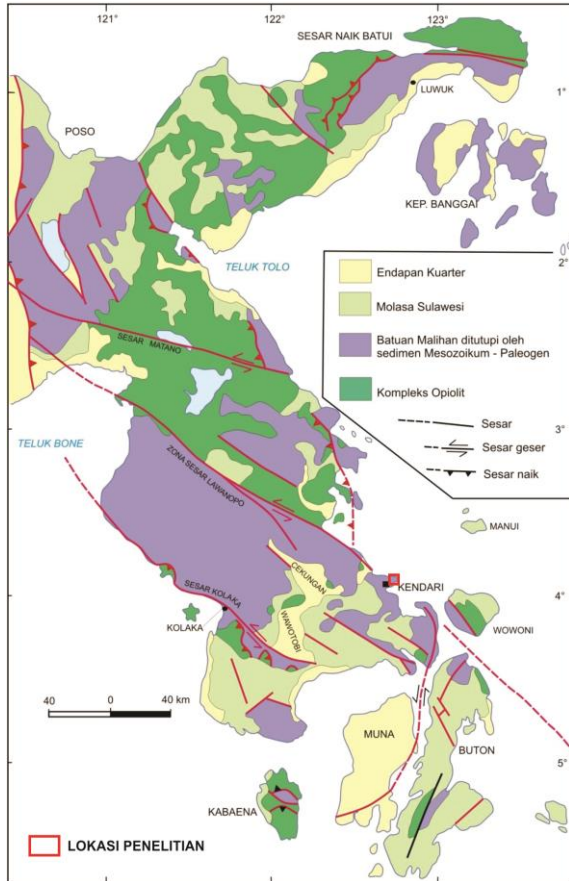 121°
122°
123°
SESAR NAIK BATUI
LUWUK
1°
POSO
KEP. BANGGAI
TELUK TOLO
2°
Endapan Kuarter
Molasa Sulawesi
Batuan Malihan ditutupi oleh
sedimen Mesozoikum - Paleogen
Kompleks Opiolit
Sesar
Sesar geser
Sesar naik
SESAR MATANO
TELUK BONE
3°
ZONA SESAR LAWANOPO
MANUI
CEKUNGAN
WAWOTOBI
KENDARI
SESAR KOLAKA
4°
KOLAKA
WOWONI
40 0 40 km
MUNA
BUTON
5°
KABAENA
LOKASI PENELITIAN